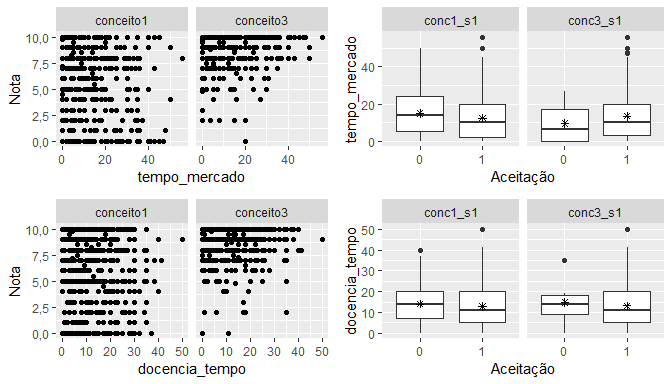 conceito1 conceito3
Nota
10,0
7,5
5,0
2,5
0,0
0 20 40 0 20 40
tempo_mercado
conc1_s1 conc3_s1
tempo_mercado
40
20
0
0 1 0 1
Aceitação
conceito1 conceito3
Nota
10,0
7,5
5,0
2,5
0,0
0 10 20 30 40 50 0 10 20 30 40 50
docencia_tempo
conc1_s1 conc3_s1
docencia_tempo
50
40
30
20
10
0
0 1 0 1
Aceitação